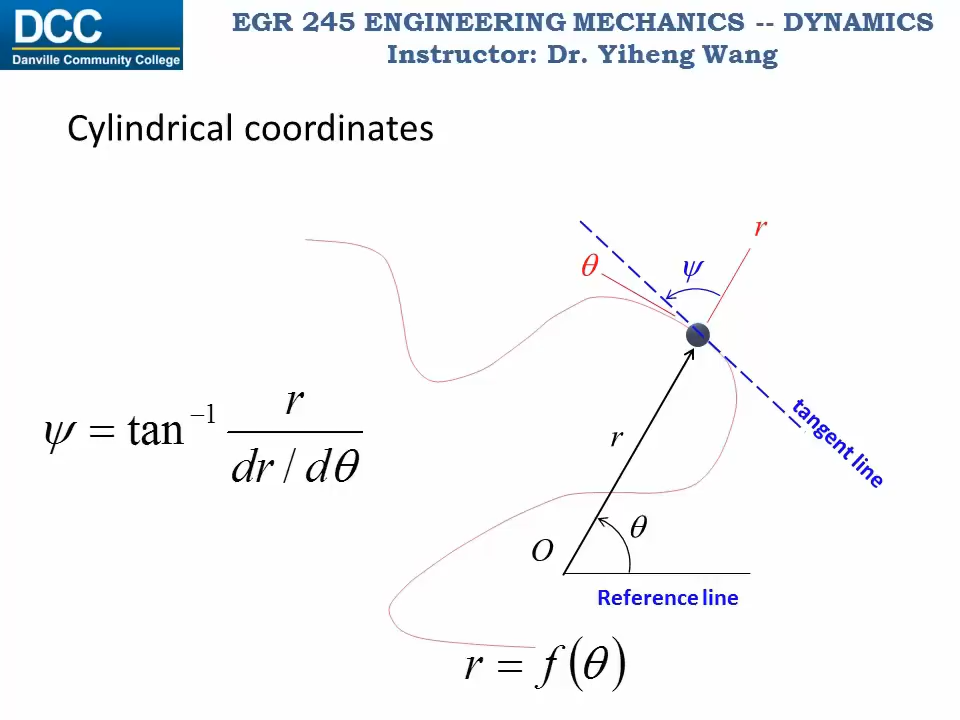 DCC
Danville Community College
EGR 245 ENGINEERING MECHANICS -- DYNAMICS
Instructor: Dr. Yiheng Wang
Cylindrical coordinates
r
θ
ψ
ψ = tan⁻¹ r / (dr / dθ)
tangent line
r
θ
O
Reference line
r = f(θ)